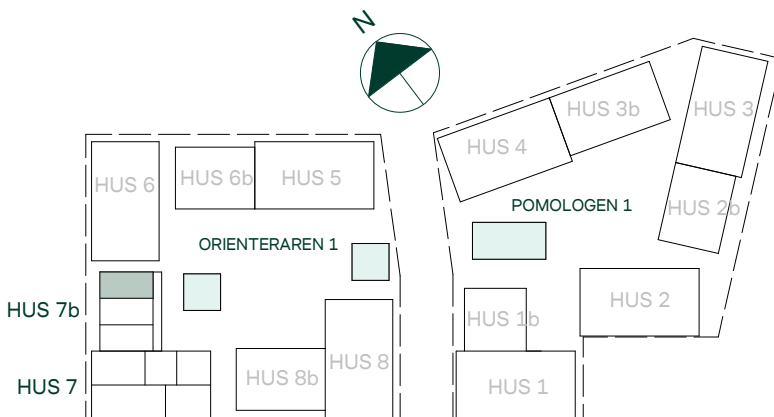 N
HUS 3
HUS 3b
HUS 4
HUS 6
HUS 6b
HUS 5
POMOLOGEN 1
HUS 2b
ORIENTERAREN 1
HUS 7b
HUS 2
HUS 1b
HUS 8
HUS 8b
HUS 7
HUS 1